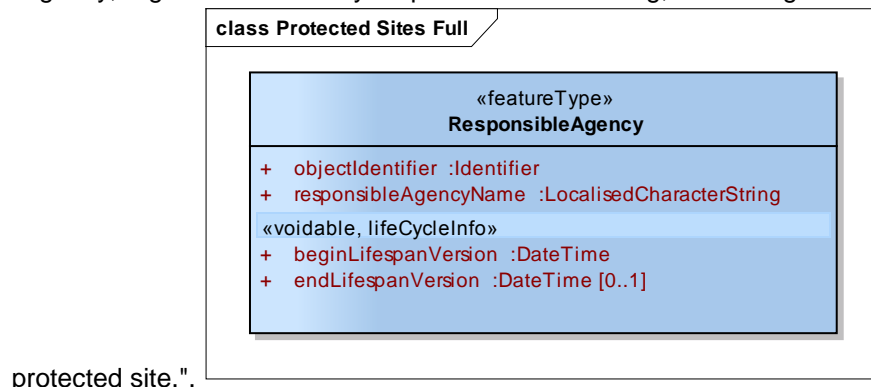 class Protected Sites Full
«featureType»
ResponsibleAgency
+ objectIdentifier :Identifier
+ responsibleAgencyName :LocalisedCharacterString
«voidable, lifeCycleInfo»
+ beginLifespanVersion :DateTime
+ endLifespanVersion :DateTime [0..1]
protected site.".